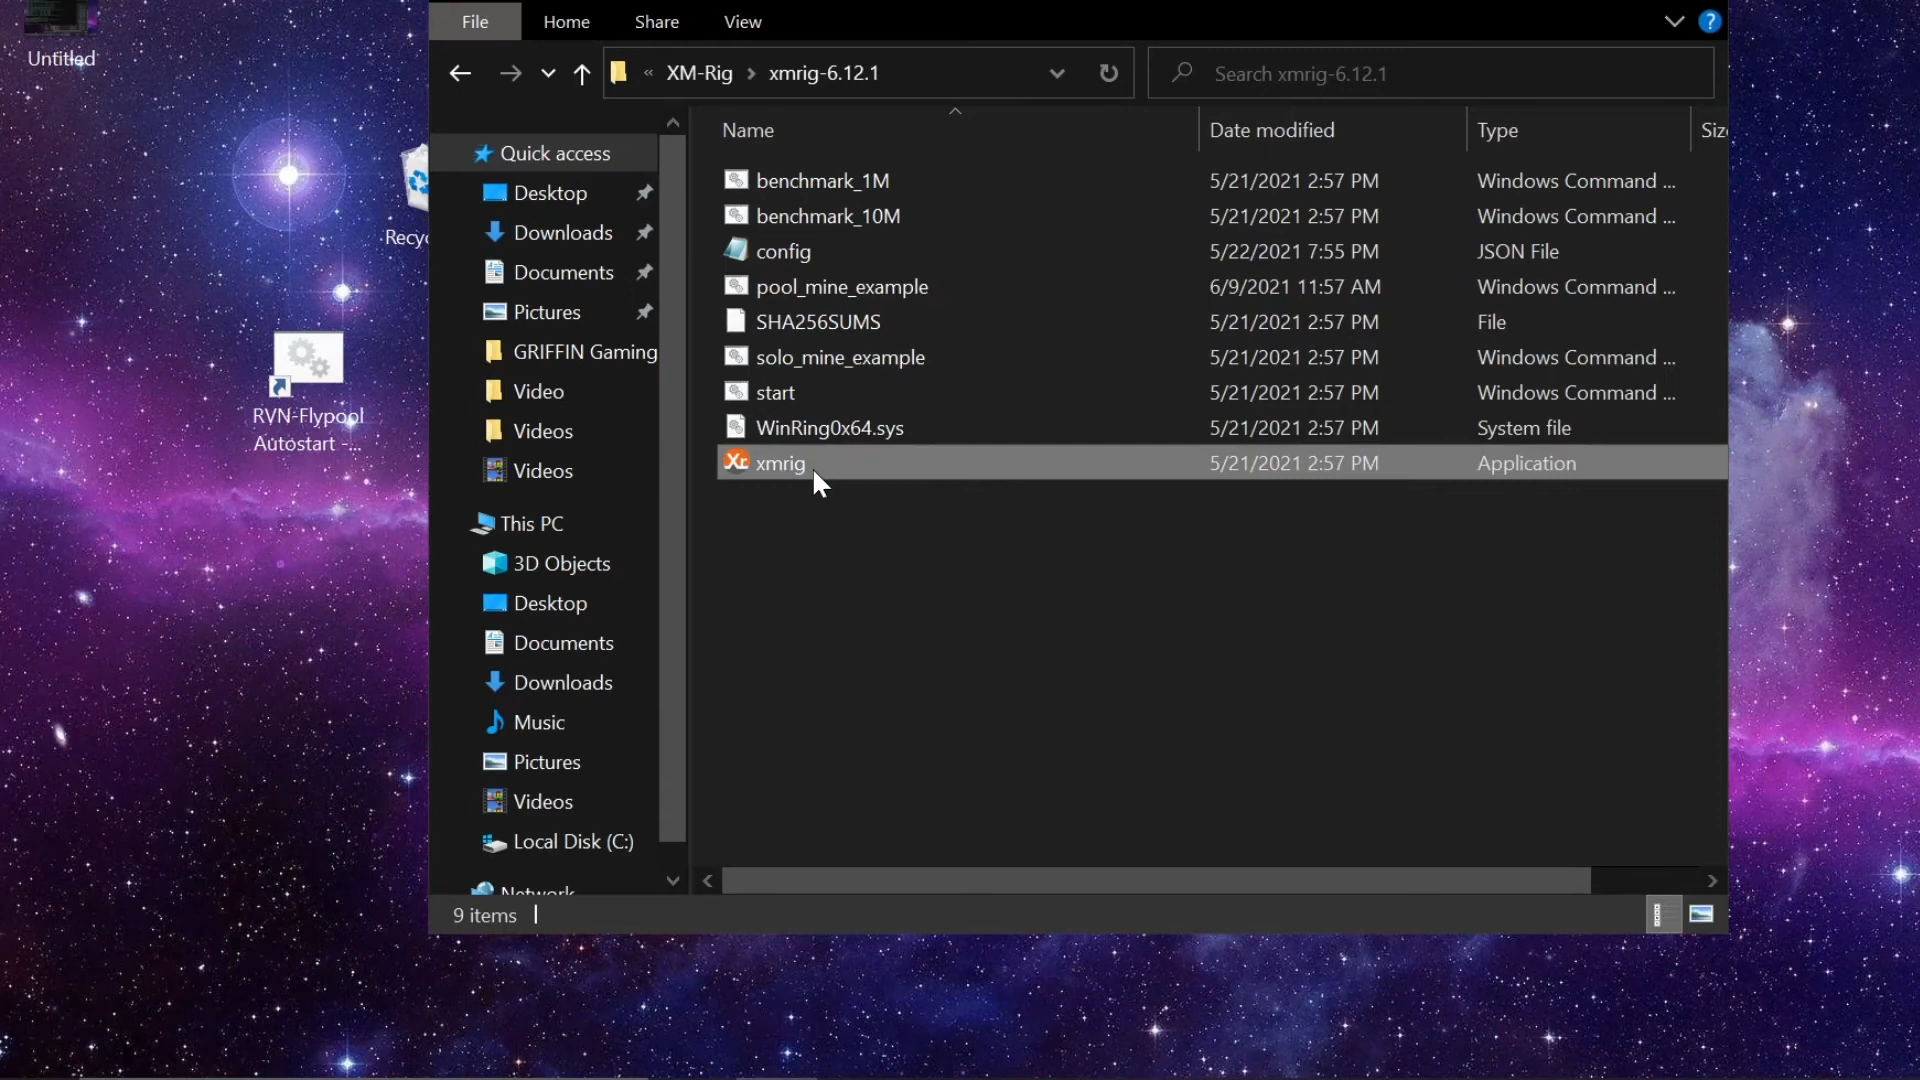 Untitled
File Home Share View
« XM-Rig > xmrig-6.12.1
Search xmrig-6.12.1
Name Date modified Type Siz
Quick access
Desktop
Downloads
Documents
Pictures
GRIFFIN Gaming
Video
Videos
Videos
This PC
3D Objects
Desktop
Documents
Downloads
Music
Pictures
Videos
Local Disk (C:)
Network
benchmark_1M 5/21/2021 2:57 PM Windows Command ...
benchmark_10M 5/21/2021 2:57 PM Windows Command ...
config 5/22/2021 7:55 PM JSON File
pool_mine_example 6/9/2021 11:57 AM Windows Command ...
SHA256SUMS 5/21/2021 2:57 PM File
solo_mine_example 5/21/2021 2:57 PM Windows Command ...
start 5/21/2021 2:57 PM Windows Command ...
WinRing0x64.sys 5/21/2021 2:57 PM System file
Xr xmrig 5/21/2021 2:57 PM Application
9 items
Recyc
RVN-Flypool
Autostart -...